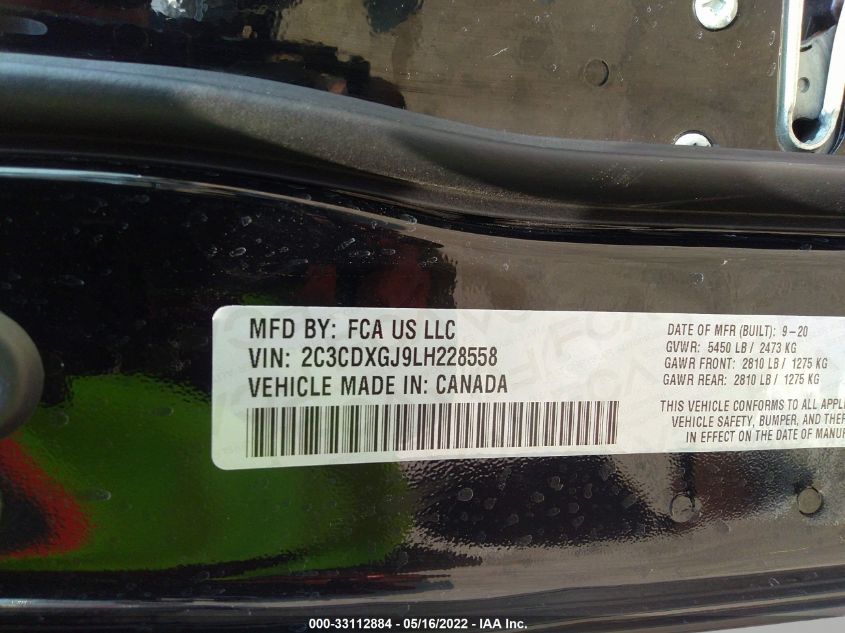 MFD BY: FCA US LLC
VIN: 2C3CDXGJ9LH228558
VEHICLE MADE IN: CANADA
DATE OF MFR (BUILT): 9-20
GVWR: 5450 LB / 2473 KG
GAWR FRONT: 2810 LB / 1275 KG
GAWR REAR: 2810 LB / 1275 KG
THIS VEHICLE CONFORMS TO ALL APPL
VEHICLE SAFETY, BUMPER, AND THEF
IN EFFECT ON THE DATE OF MANUF
000-33112884 - 05/16/2022 - IAA Inc.